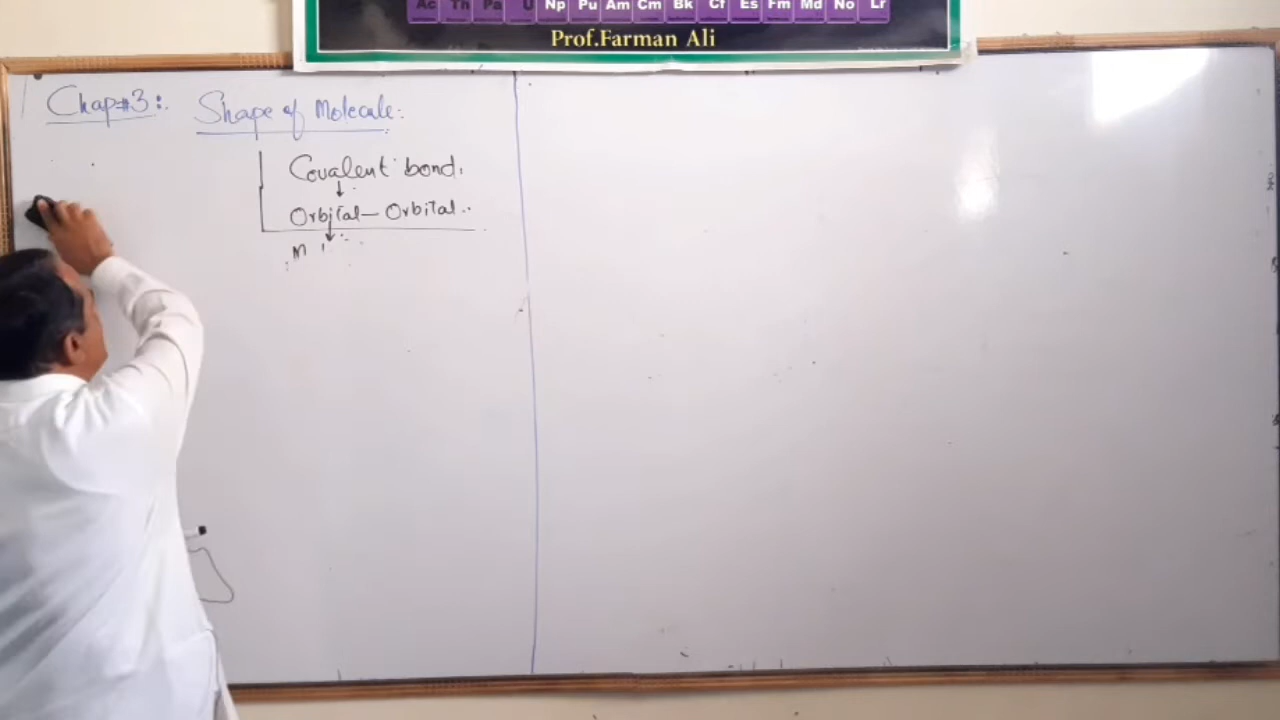 Ac Th Pa U Np Pu Am Cm Bk Cf Es Fm Md No Lr
Prof.Farman Ali
Chap#3:. Shape of Molecule:
Covalent bond.
Orbital — Orbital..